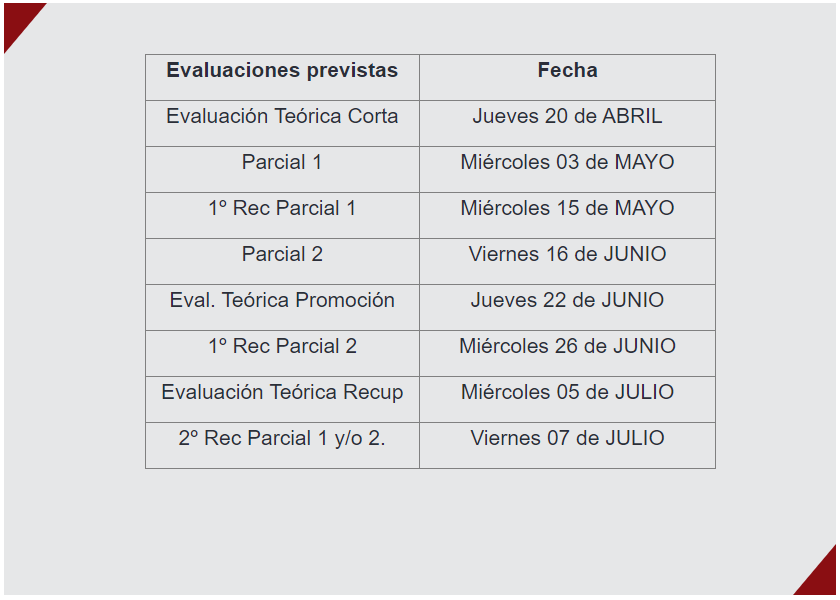 Evaluaciones previstas Fecha
Evaluación Teórica Corta Jueves 20 de ABRIL
Parcial 1 Miércoles 03 de MAYO
1º Rec Parcial 1 Miércoles 15 de MAYO
Parcial 2 Viernes 16 de JUNIO
Eval. Teórica Promoción Jueves 22 de JUNIO
1º Rec Parcial 2 Miércoles 26 de JUNIO
Evaluación Teórica Recup Miércoles 05 de JULIO
2º Rec Parcial 1 y/o 2. Viernes 07 de JULIO